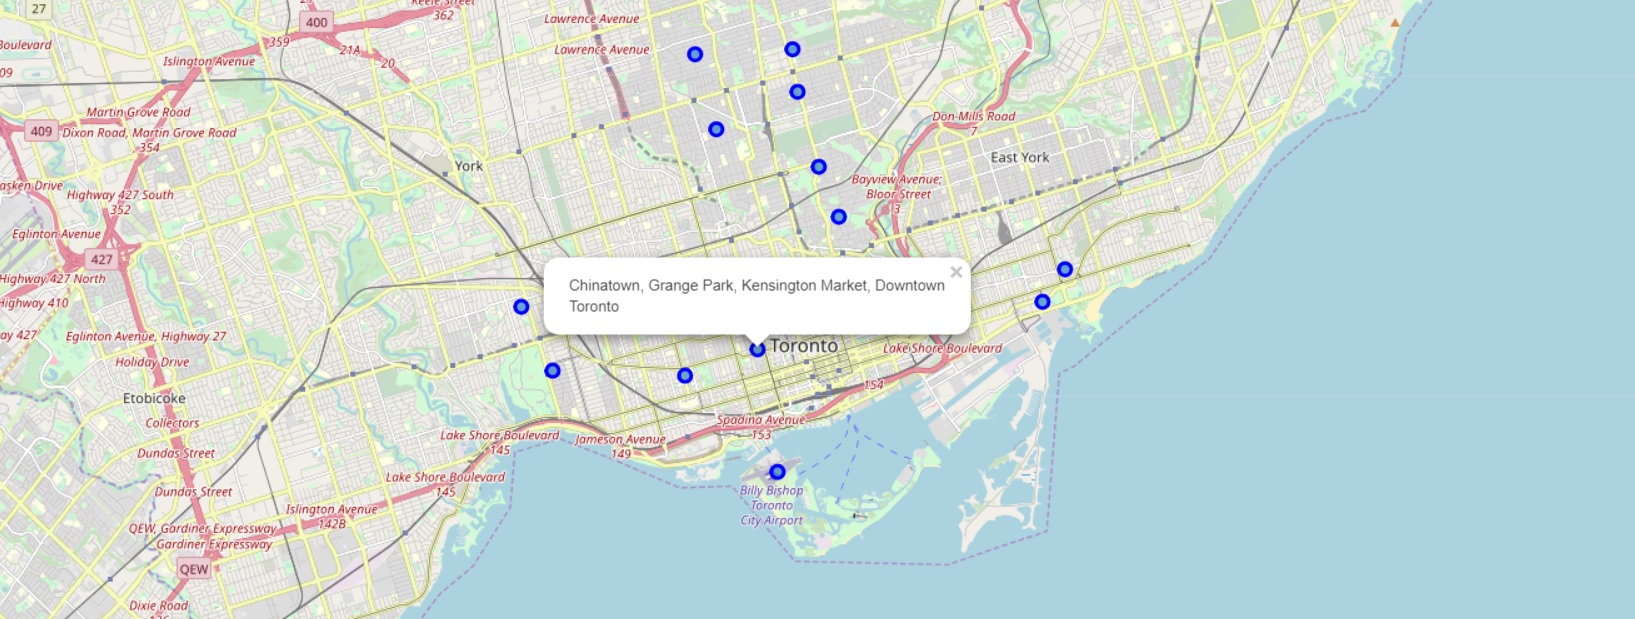 27
400
Keele Street
362
Lawrence Avenue
359
21A
20
Lawrence Avenue
Boulevard
Islington Avenue
09
Martin Grove Road
409
Dixon Road, Martin Grove Road
354
Don Mills Road
7
York
East York
asken Drive
Highway 427 South
352
Bayview Avenue;
Bloor Street
3
Eglinton Avenue
427
Highway 427 North
Highway 410
Chinatown, Grange Park, Kensington Market, Downtown
Toronto
×
ay 427
Eglinton Avenue, Highway 27
Toronto
Lake Shore Boulevard
Holiday Drive
154
Etobicoke
Collectors
Spadina Avenue
153
Lake Shore Boulevard
145
Jameson Avenue
149
Dundas Street
Lake Shore Boulevard
145
Dundas Street
Billy Bishop
Toronto
City Airport
Islington Avenue
142B
QEW, Gardiner Expressway
Gardiner Expressway
QEW
Dixie Road